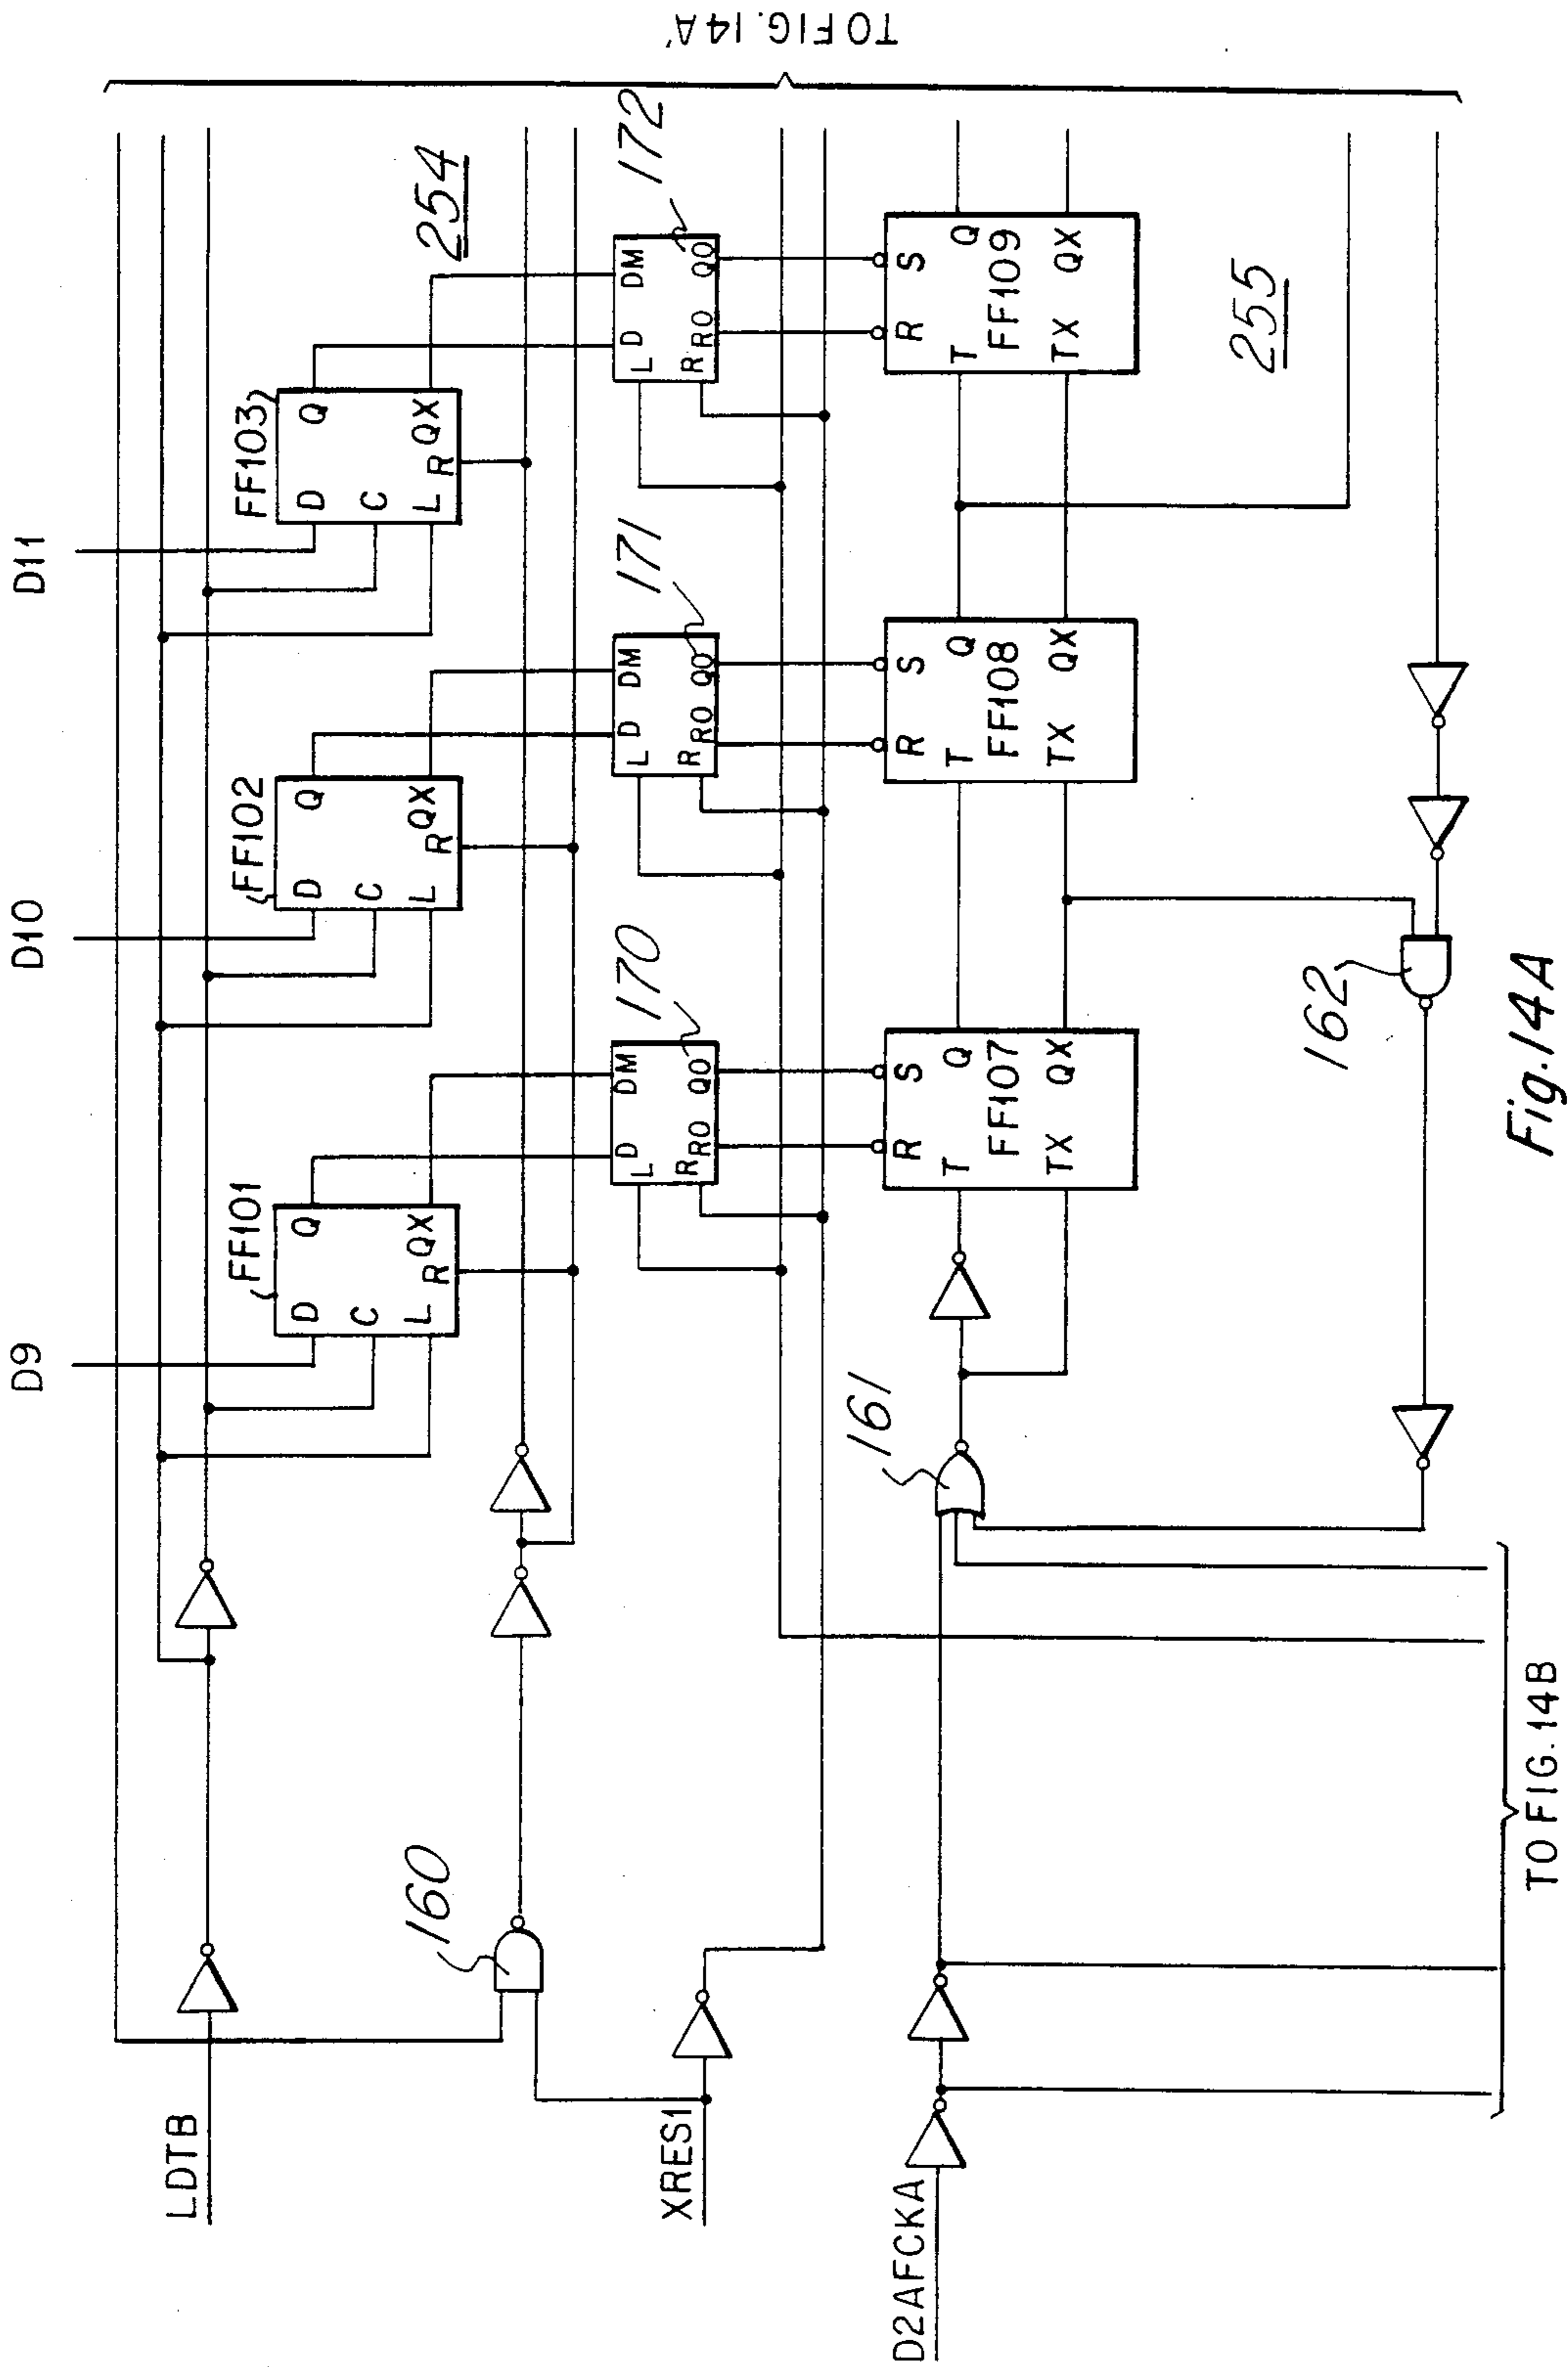 TO FIG. 14A'
D9
D10
D11
LDTB
254
FF101
D
Q
C
L
QX
R
FF102
D
Q
C
L
QX
R
FF103
D
Q
C
L
QX
R
160
170
L
D
DM
R
RO
QO
171
L
D
DM
R
RO
QO
172
L
D
DM
R
RO
QO
XRES1
161
R
S
T
Q
FF107
TX
QX
R
S
T
Q
FF108
TX
QX
R
S
T
Q
FF109
TX
QX
D2AFCKA
255
162
TO FIG. 14B
Fig. 14A